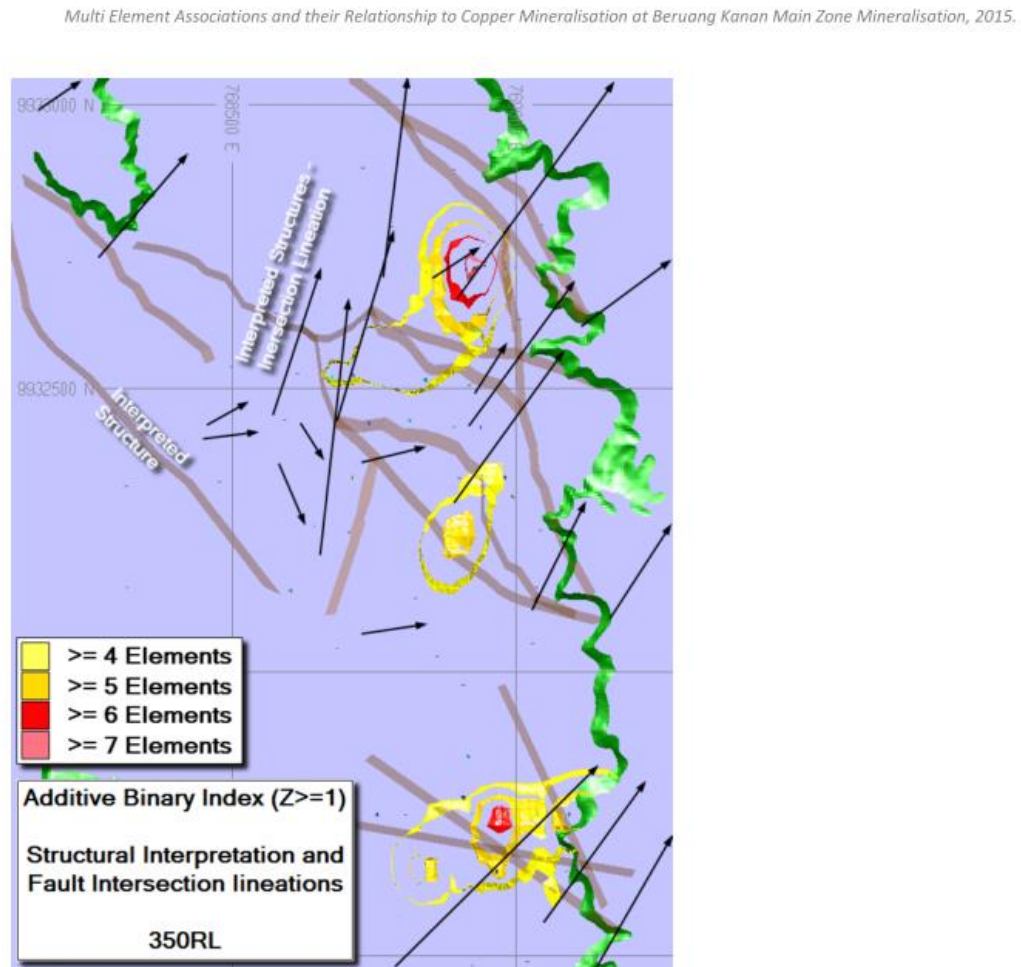 Multi Element Associations and their Relationship to Copper Mineralisation at Beruang Kanan Main Zone Mineralisation, 2015.
9933000 N
768500 E
Interpreted Structures -
Inersection Lineation
9932500 N
Interpreted
Structure
>= 4 Elements
>= 5 Elements
>= 6 Elements
>= 7 Elements
Additive Binary Index (Z>=1)
Structural Interpretation and
Fault Intersection lineations
350RL